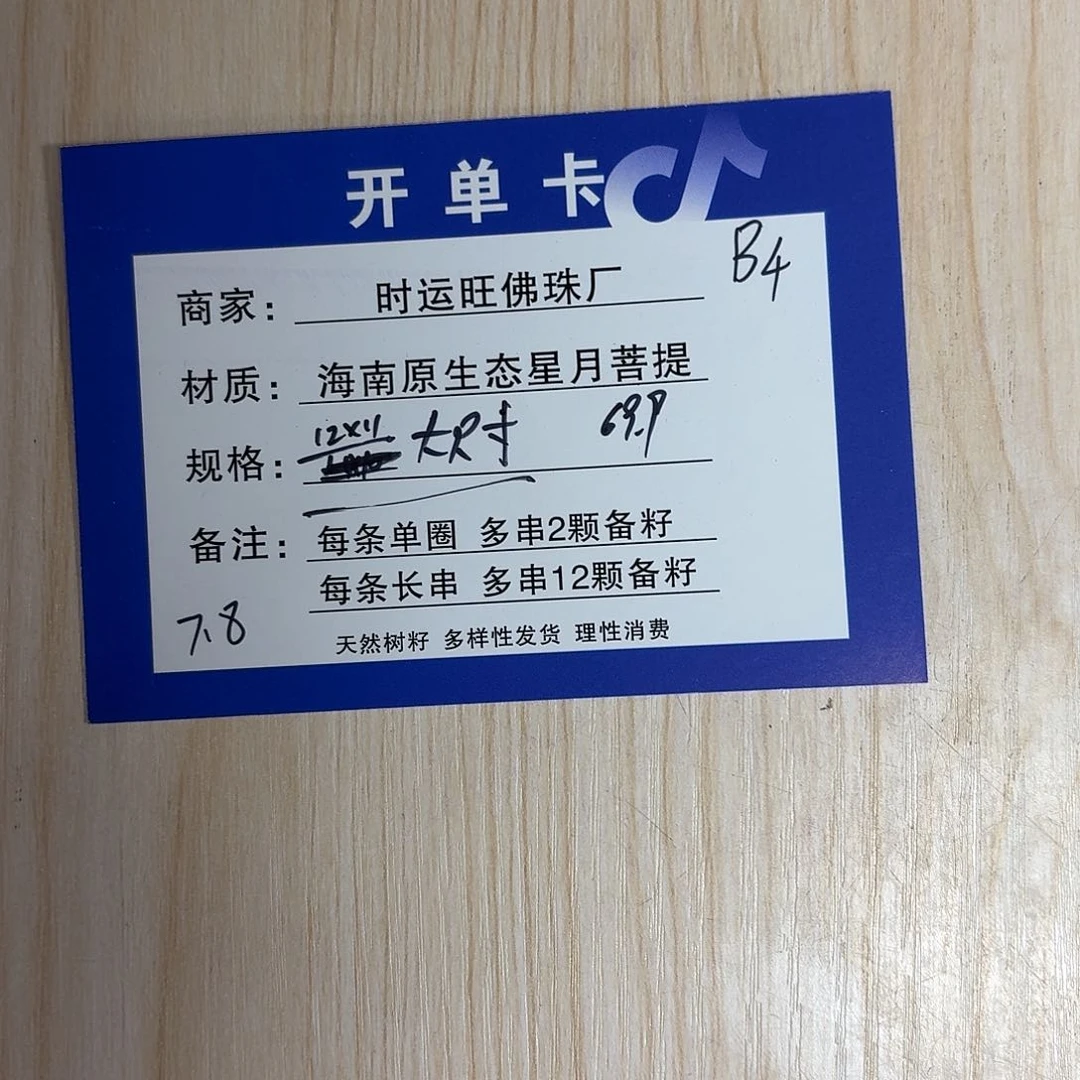 开单卡
B4
商家： 时运旺佛珠厂
材质： 海南原生态星月菩提
规格： 12×11 大尺寸 69.9
备注： 每条单圈 多串2颗备籽
每条长串 多串12颗备籽
7.8
天然树籽 多样性发货 理性消费